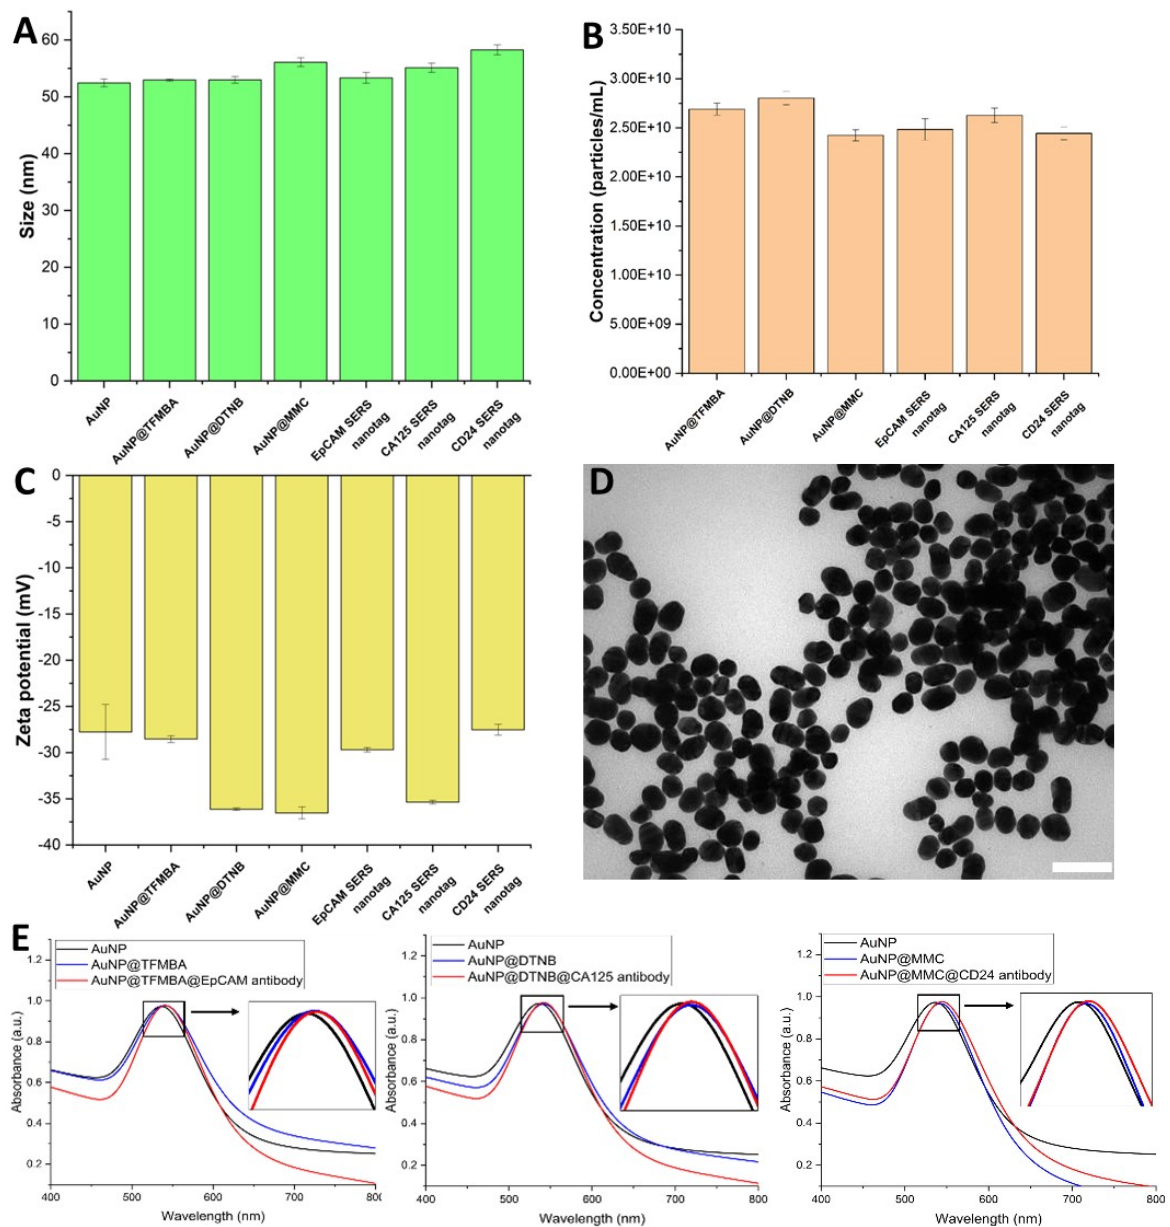 A
Size (nm)
60
50
40
30
20
10
0
AuNP
AuNP@TFMBA
AuNP@DTNB
AuNP@MMC
EpCAM SERS
nanotag
CA125 SERS
nanotag
CD24 SERS
nanotag
B
Concentration (particles/mL)
3.50E+10
3.00E+10
2.50E+10
2.00E+10
1.50E+10
1.00E+10
5.00E+09
0.00E+00
AuNP@TFMBA
AuNP@DTNB
AuNP@MMC
EpCAM SERS
nanotag
CA125 SERS
nanotag
CD24 SERS
nanotag
C
Zeta potential (mV)
0
-5
-10
-15
-20
-25
-30
-35
-40
AuNP
AuNP@TFMBA
AuNP@DTNB
AuNP@MMC
EpCAM SERS
nanotag
CA125 SERS
nanotag
CD24 SERS
nanotag
D
E
AuNP
AuNP@TFMBA
AuNP@TFMBA@EpCAM antibody
Absorbance (a.u.)
1.0
0.8
0.6
0.4
0.2
400 500 600 700 800
Wavelength (nm)
AuNP
AuNP@DTNB
AuNP@DTNB@CA125 antibody
Absorbance (a.u.)
1.0
0.8
0.6
0.4
0.2
400 500 600 700 800
Wavelength (nm)
AuNP
AuNP@MMC
AuNP@MMC@CD24 antibody
Absorbance (a.u.)
1.0
0.8
0.6
0.4
0.2
400 500 600 700 800
Wavelength (nm)